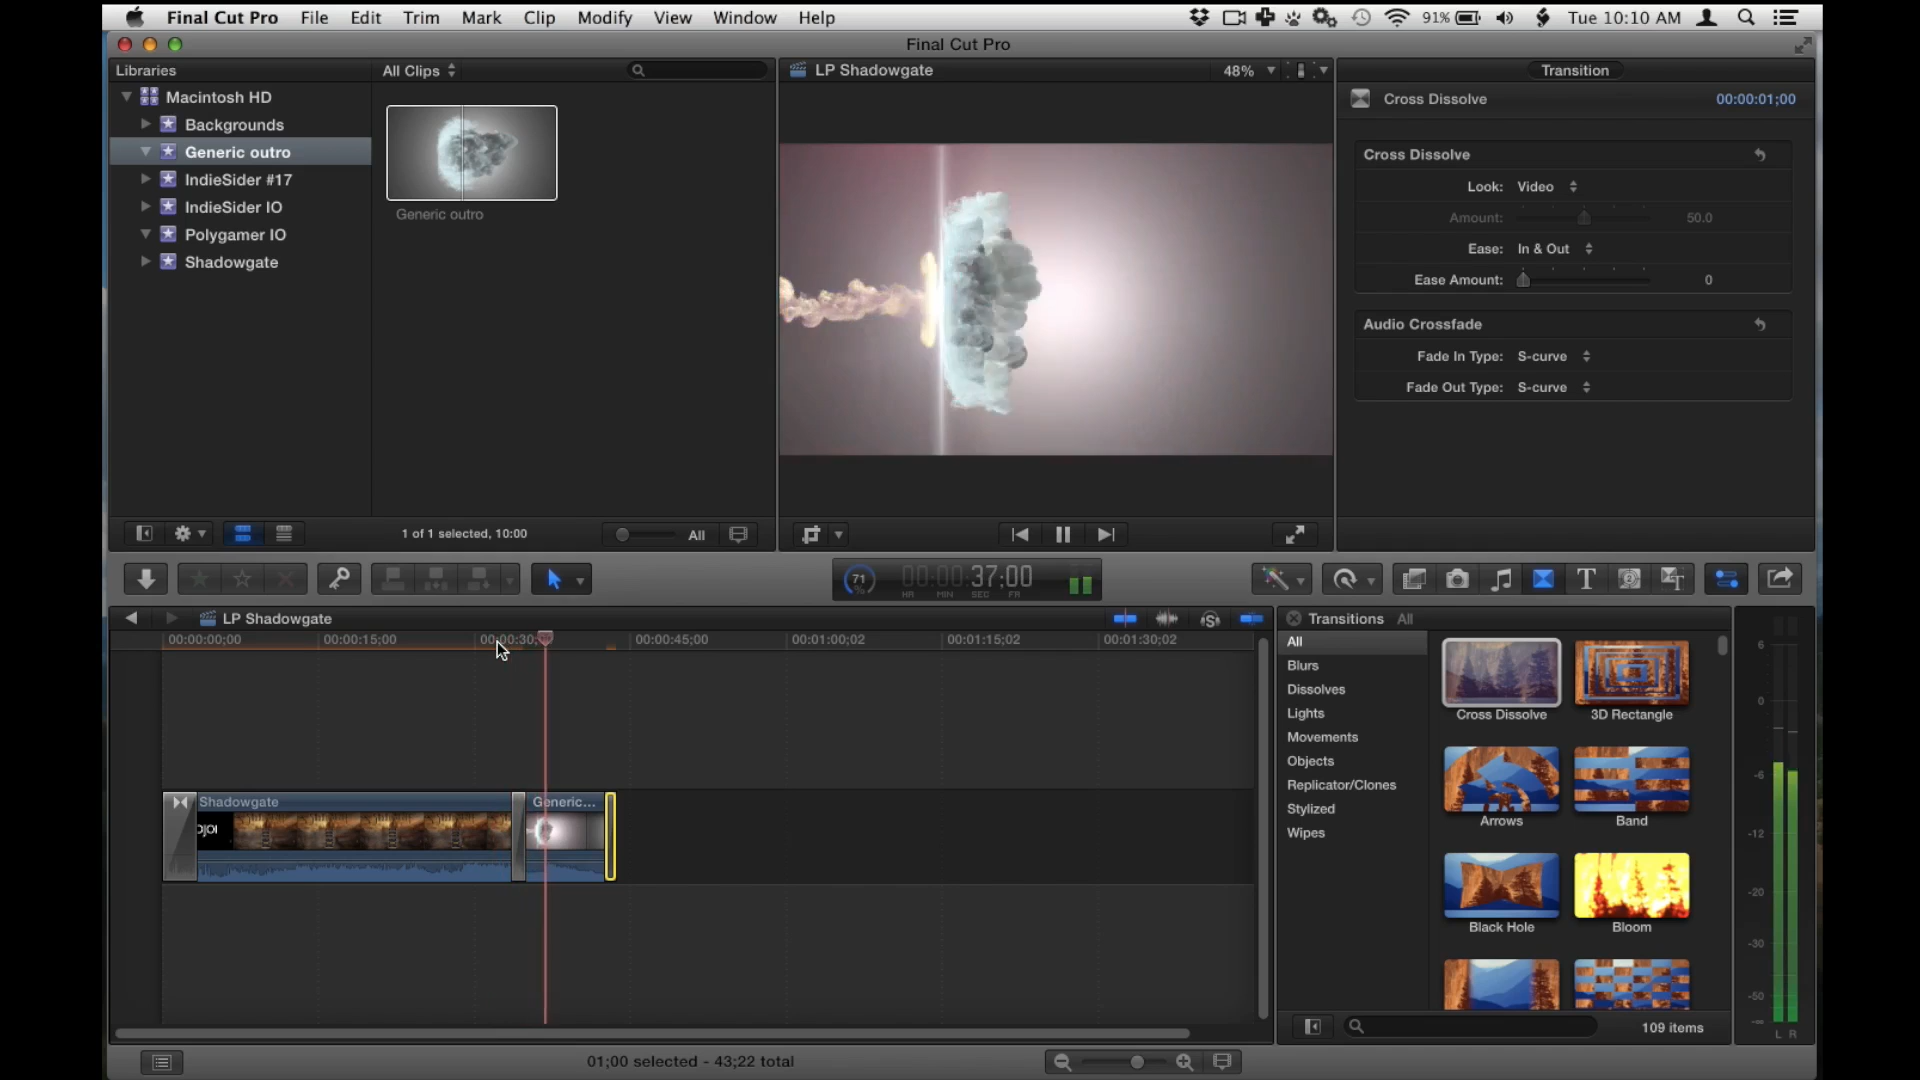 Final Cut Pro File Edit Trim Mark Clip Modify View Window Help 91% Tue 10:10 AM
Final Cut Pro
Libraries
All Clips
LP Shadowgate
48%
Transition
Macintosh HD
Backgrounds
Generic outro
IndieSider #17
IndieSider IO
Polygamer IO
Shadowgate
Generic outro
Cross Dissolve 00:00:01;00
Cross Dissolve
Look: Video
Amount: 50.0
Ease: In & Out
Ease Amount: 0
Audio Crossfade
Fade In Type: S-curve
Fade Out Type: S-curve
1 of 1 selected, 10:00
All
71 %
00:00:37:00
HR MIN SEC FR
LP Shadowgate
00:00:00;00 00:00:15;00 00:00:30; 00:00:45;00 00:01:00;02 00:01:15;02 00:01:30;02
Shadowgate
Generic...
Transitions All
All
Blurs
Dissolves
Lights
Movements
Objects
Replicator/Clones
Stylized
Wipes
Cross Dissolve
3D Rectangle
Arrows
Band
Black Hole
Bloom
109 items
6
0
-6
-12
-20
-30
-50
-∞
L R
01;00 selected - 43;22 total